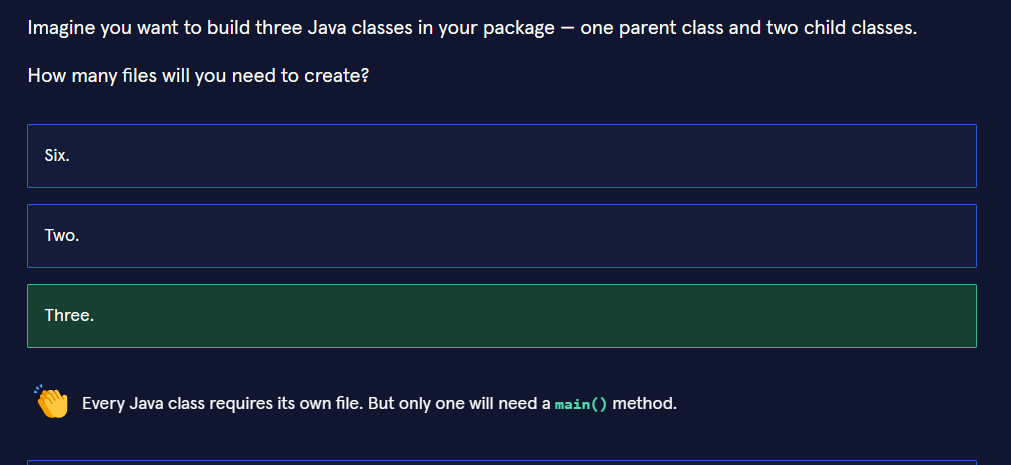 Imagine you want to build three Java classes in your package — one parent class and two child classes.
How many files will you need to create?
Six.
Two.
Three.
Every Java class requires its own file. But only one will need a main() method.